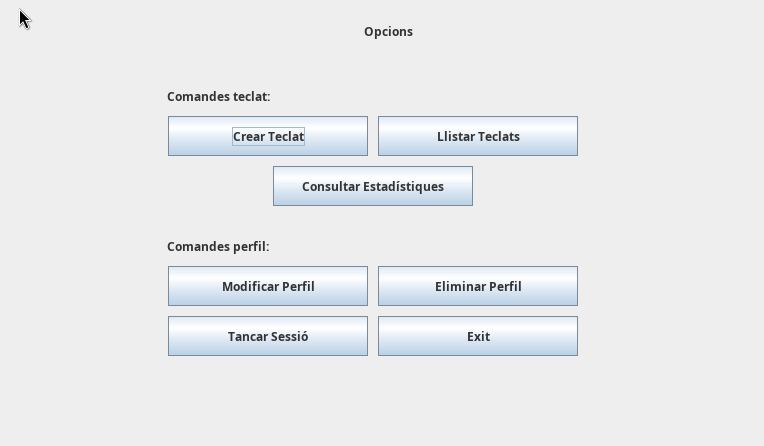 Opcions
Comandes teclat:
Crear Teclat
Llistar Teclats
Consultar Estadístiques
Comandes perfil:
Modificar Perfil
Eliminar Perfil
Tancar Sessió
Exit